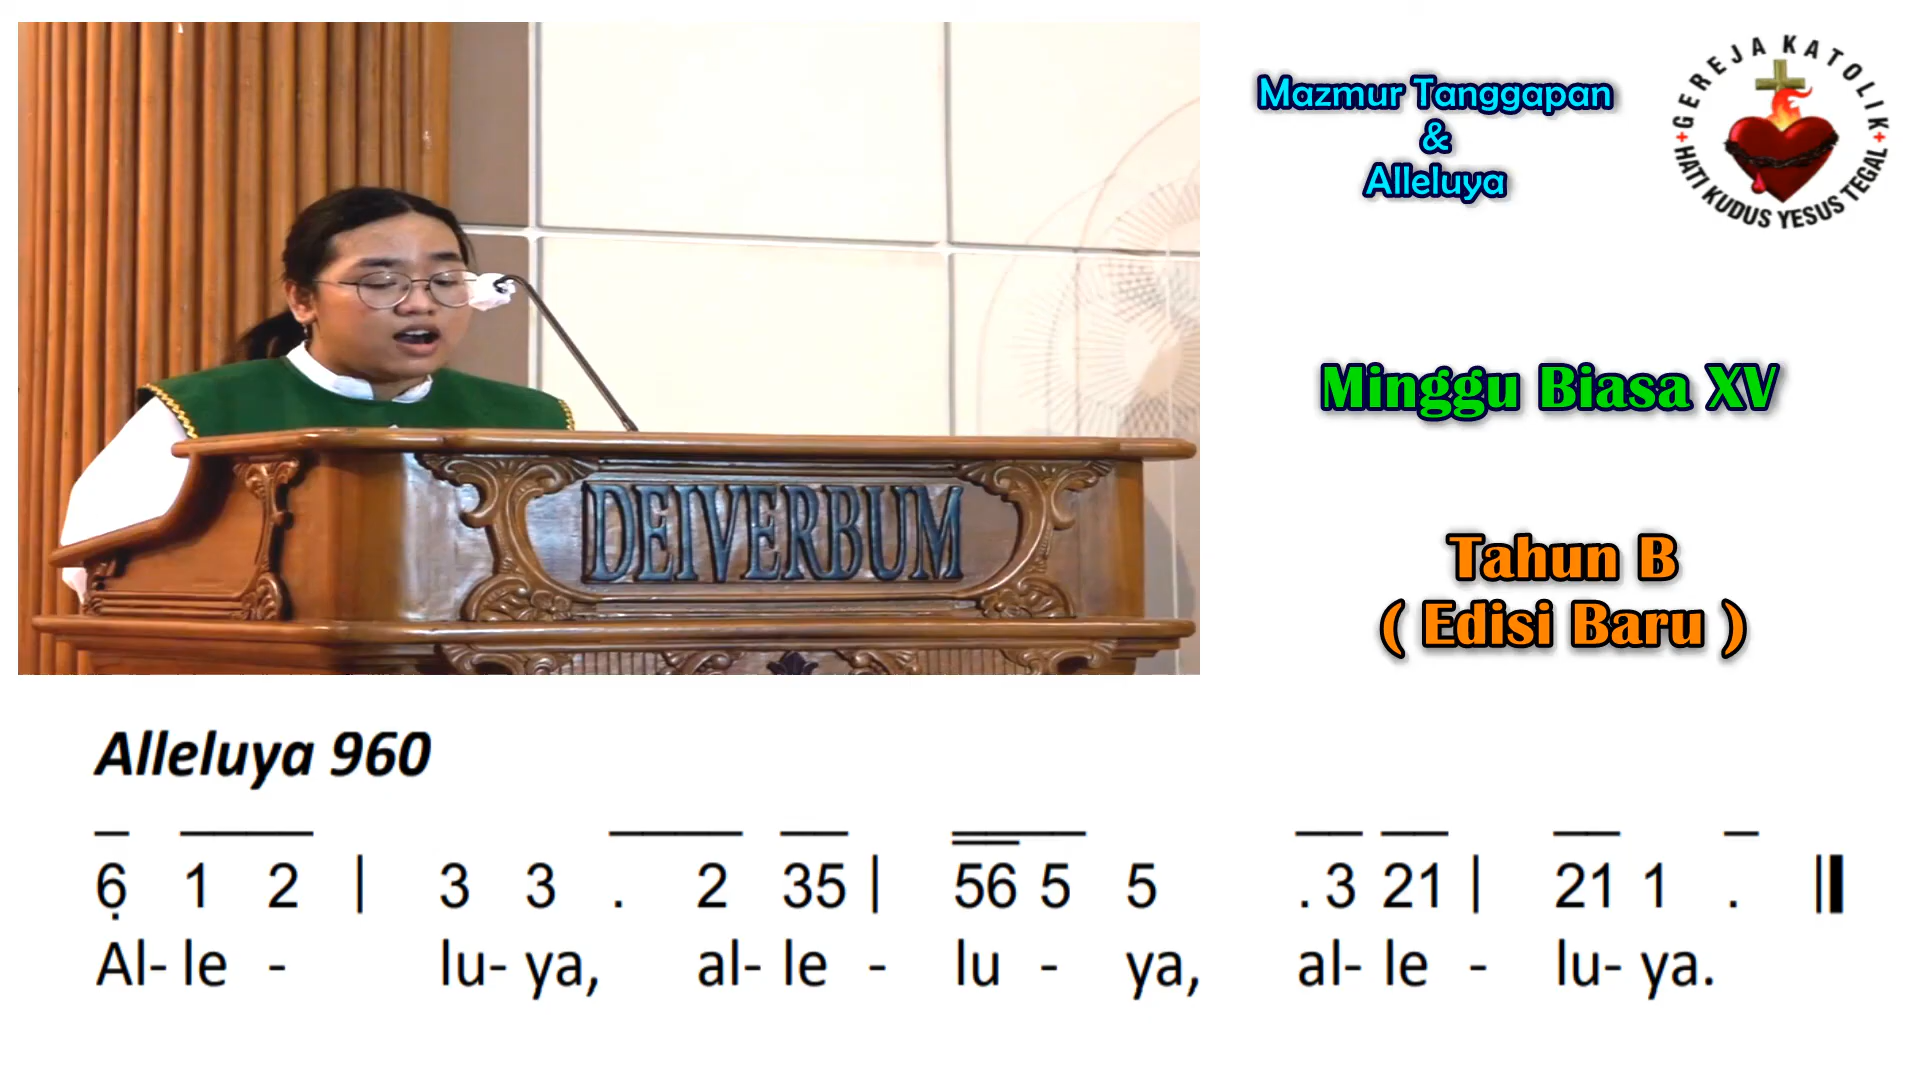 Mazmur Tanggapan
&
Alleluya
GEREJA KATOLIK
HATI KUDUS YESUS TEGAL
Minggu Biasa XV
Tahun B
( Edisi Baru )
DEIVERBUM
Alleluya 960
6̣ 1 2 | 3 3 . 2 35 | 56 5 5 .3 21 | 21 1 . ||
Al- le - lu- ya, al- le - lu - ya, al- le - lu- ya.